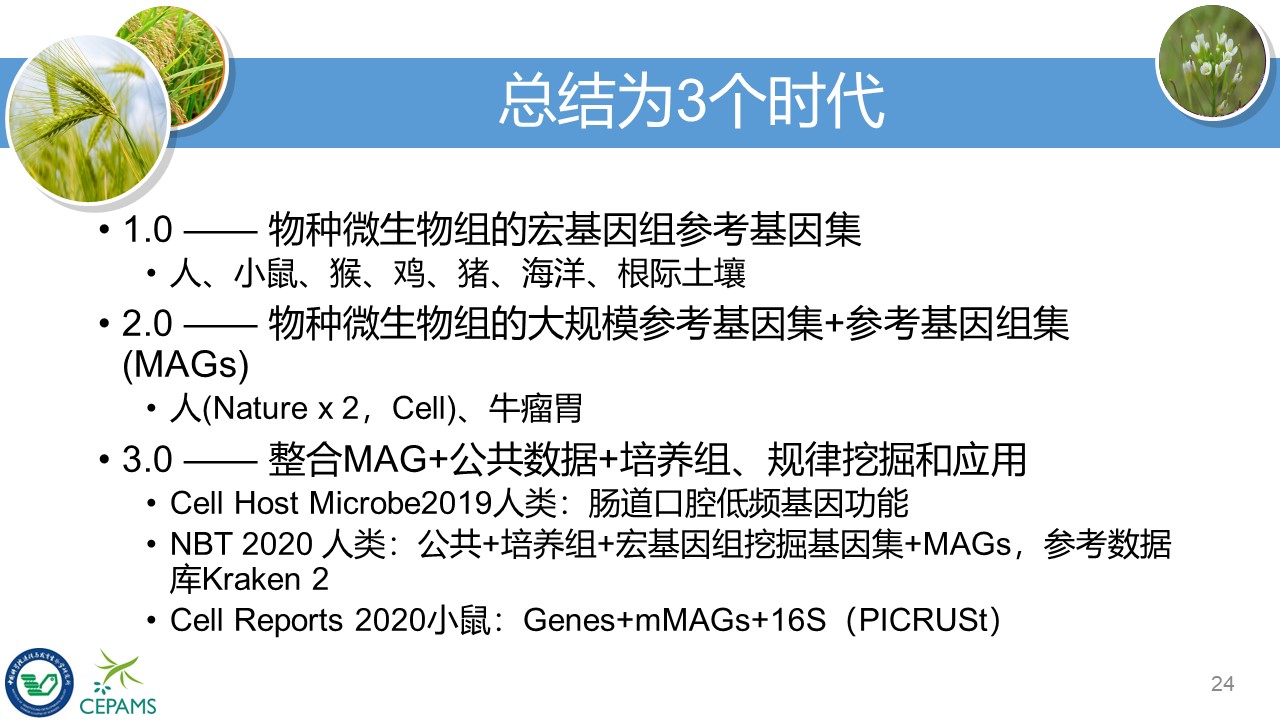 总结为3个时代
• 1.0 —— 物种微生物组的宏基因组参考基因集
• 人、小鼠、猴、鸡、猪、海洋、根际土壤
• 2.0 —— 物种微生物组的大规模参考基因集+参考基因组集
(MAGs)
• 人(Nature x 2，Cell)、牛瘤胃
• 3.0 —— 整合MAG+公共数据+培养组、规律挖掘和应用
• Cell Host Microbe2019人类：肠道口腔低频基因功能
• NBT 2020 人类：公共+培养组+宏基因组挖掘基因集+MAGs，参考数据
库Kraken 2
• Cell Reports 2020小鼠：Genes+mMAGs+16S（PICRUSt）
CEPAMS
24